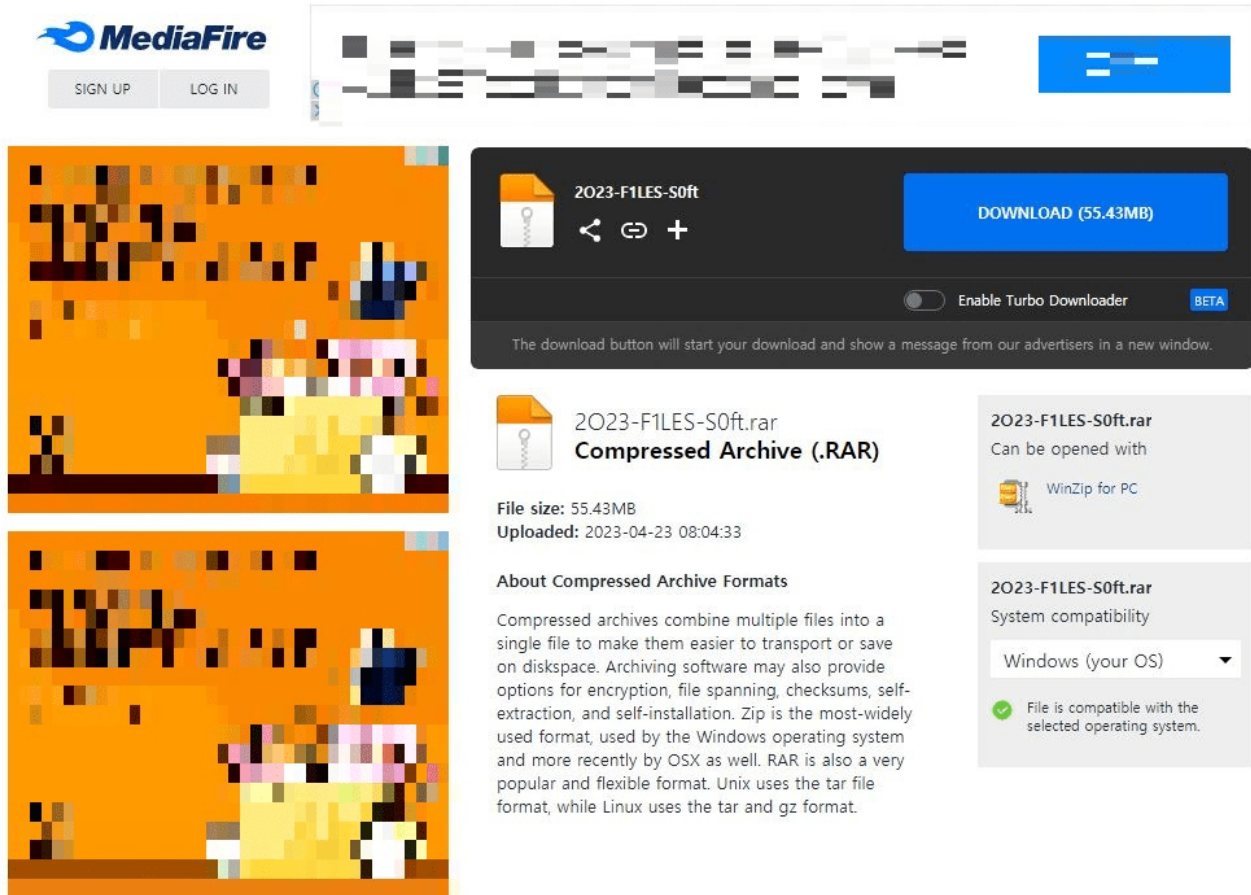 MediaFire
SIGN UP
LOG IN
2O23-F1LES-S0ft
DOWNLOAD (55.43MB)
Enable Turbo Downloader
BETA
The download button will start your download and show a message from our advertisers in a new window.
2O23-F1LES-S0ft.rar
Compressed Archive (.RAR)
File size: 55.43MB
Uploaded: 2023-04-23 08:04:33
About Compressed Archive Formats
Compressed archives combine multiple files into a
single file to make them easier to transport or save
on diskspace. Archiving software may also provide
options for encryption, file spanning, checksums, self-
extraction, and self-installation. Zip is the most-widely
used format, used by the Windows operating system
and more recently by OSX as well. RAR is also a very
popular and flexible format. Unix uses the tar file
format, while Linux uses the tar and gz format.
2O23-F1LES-S0ft.rar
Can be opened with
WinZip for PC
2O23-F1LES-S0ft.rar
System compatibility
Windows (your OS)
File is compatible with the
selected operating system.